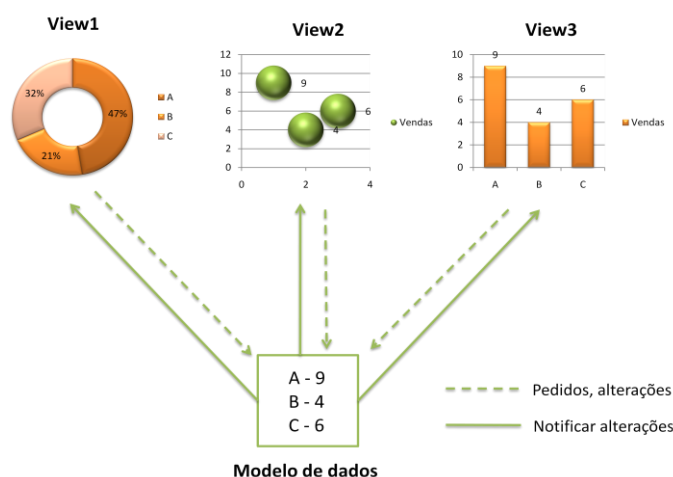 View1
View2
View3
47%
21%
32%
A
B
C
12
10
8
6
4
2
0
0
2
4
9
4
6
Vendas
10
8
6
4
2
0
9
4
6
A
B
C
Vendas
A - 9
B - 4
C - 6
Modelo de dados
Pedidos, alterações
Notificar alterações